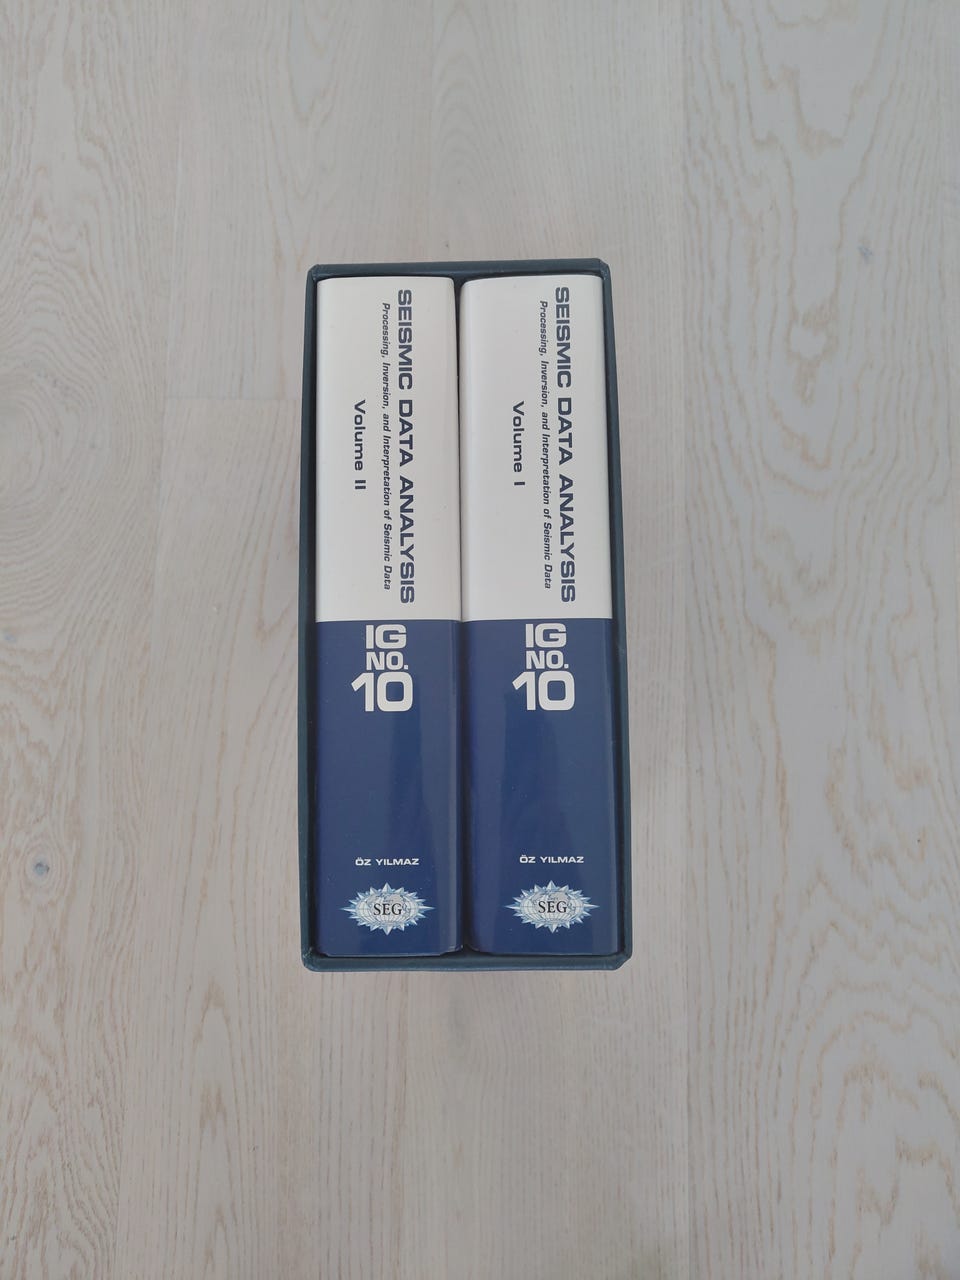 SEISMIC DATA ANALYSIS
Processing, Inversion, and Interpretation of Seismic Data
Volume II
IG
NO.
10
ÖZ YILMAZ
SEG
SEISMIC DATA ANALYSIS
Processing, Inversion, and Interpretation of Seismic Data
Volume I
IG
NO.
10
ÖZ YILMAZ
SEG